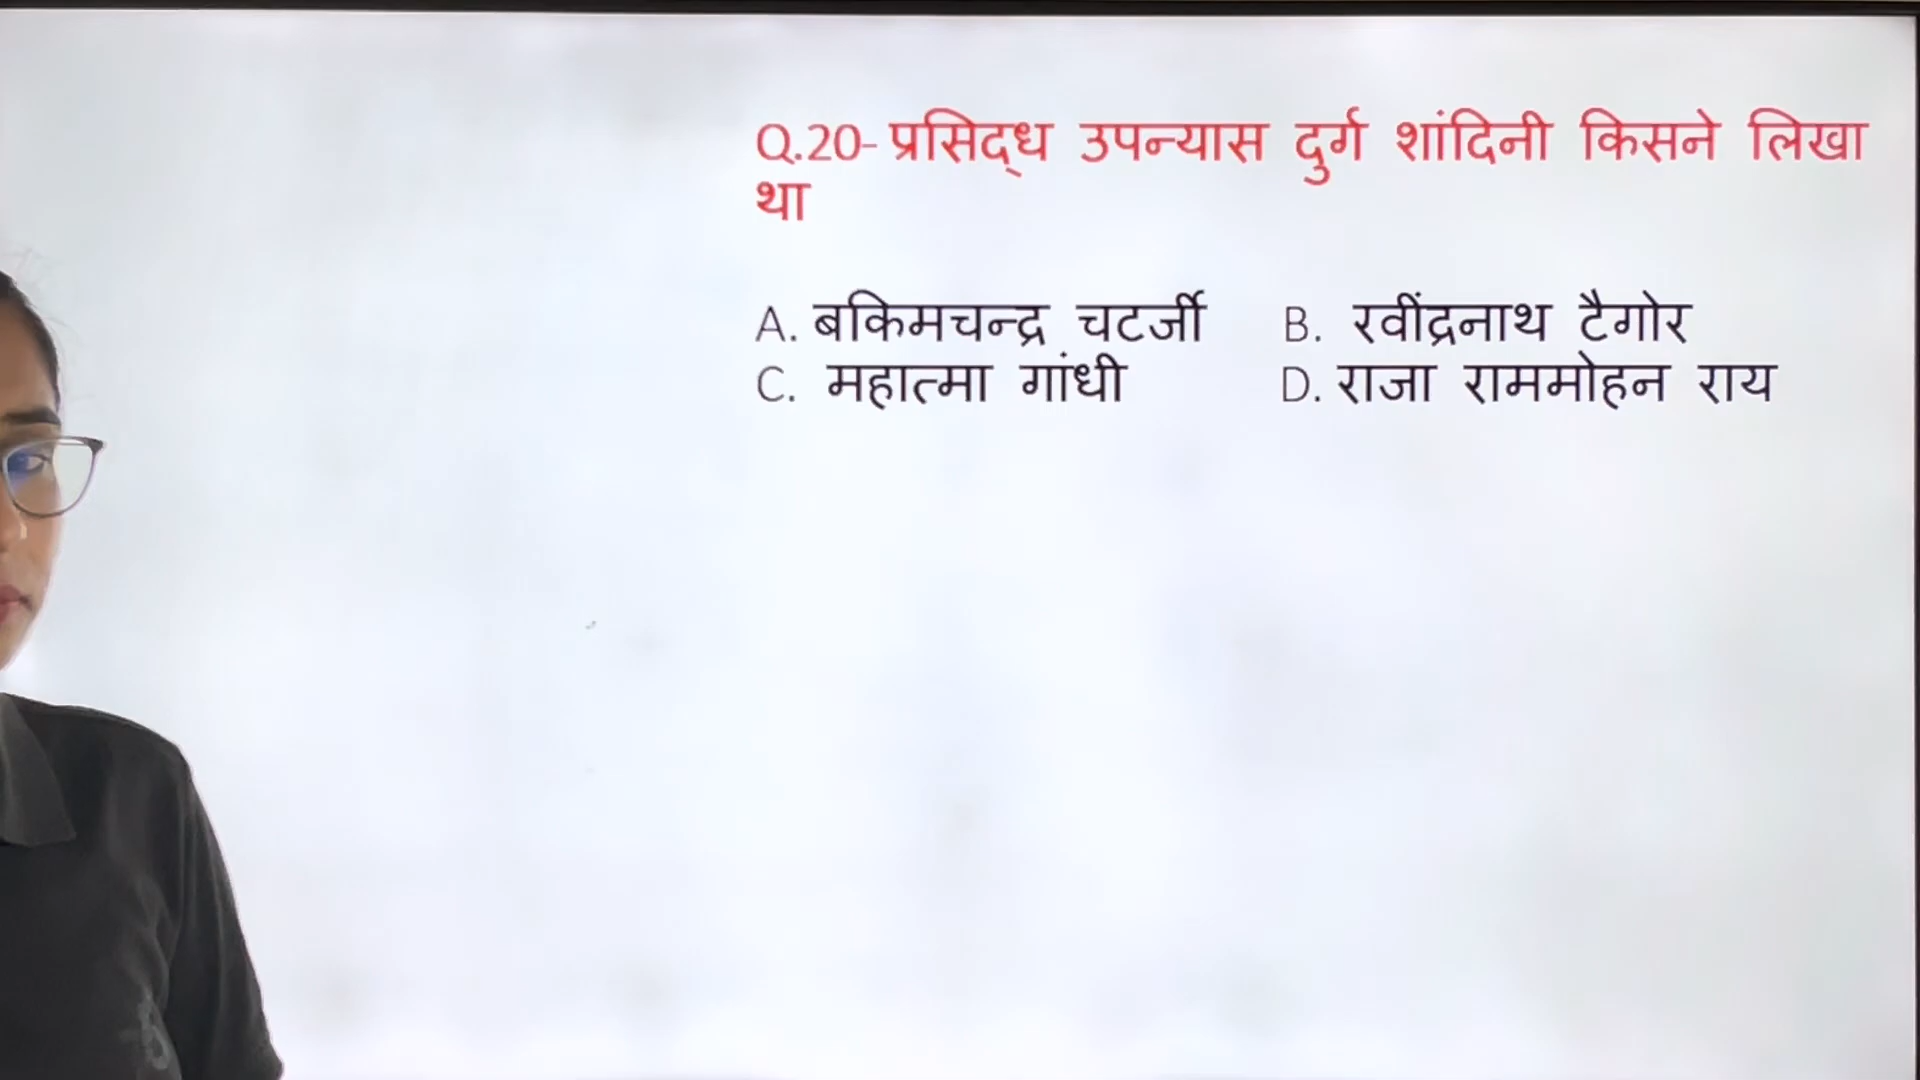 Q.20- प्रसिद्ध उपन्यास दुर्ग शांदिनी किसने लिखा
था
A. बकिमचन्द्र चटर्जी B. रवींद्रनाथ टैगोर
C. महात्मा गांधी D. राजा राममोहन राय